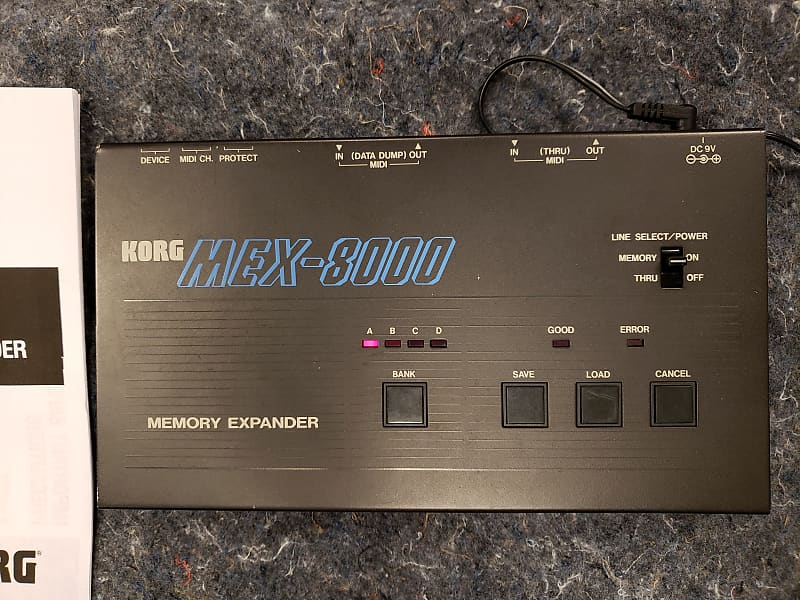 DEVICE MIDI CH. PROTECT
IN (DATA DUMP) OUT
MIDI
IN (THRU) OUT
MIDI
DC 9V
KORG MEX-8000
LINE SELECT/POWER
MEMORY ON
THRU OFF
A B C D
GOOD
ERROR
BANK
SAVE
LOAD
CANCEL
MEMORY EXPANDER
DER
RG